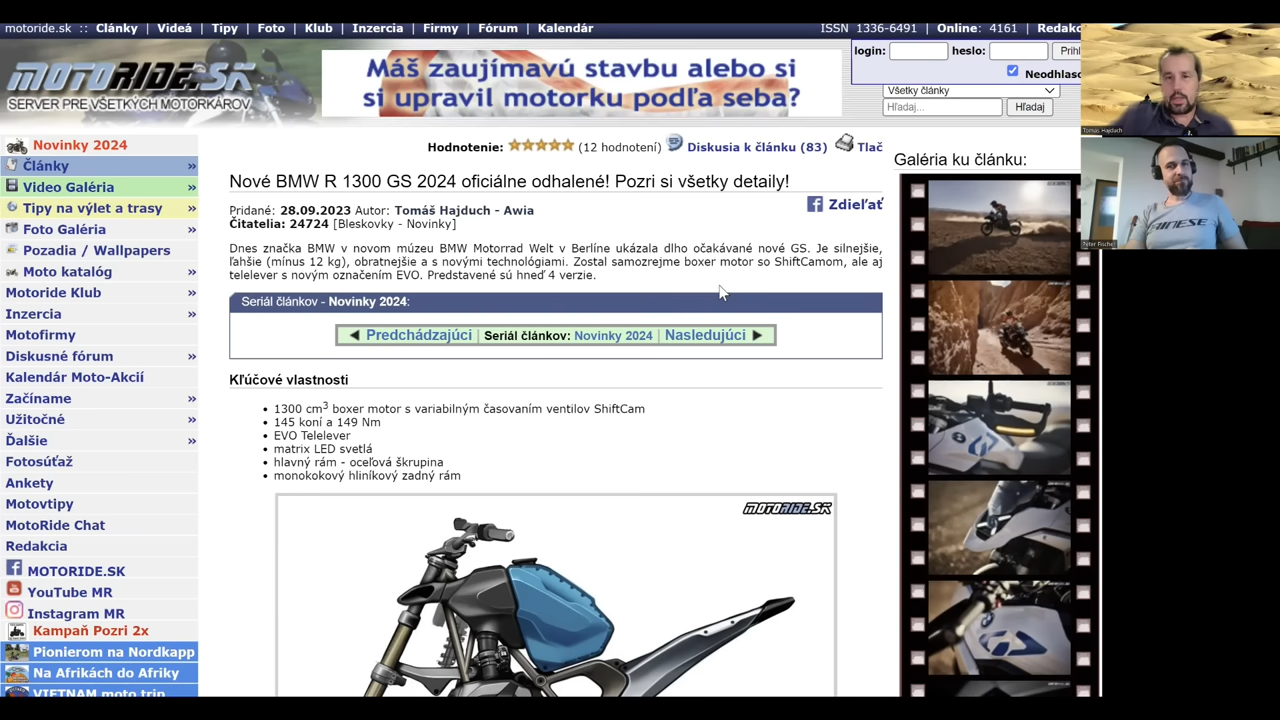 motoride.sk :: Články | Videá | Tipy | Foto | Klub | Inzercia | Firmy | Fórum | Kalendár
ISSN 1336-6491 | Online: 4161 | Redakc
MOTORIDE.SK
SERVER PRE VŠETKÝCH MOTORKÁROV
Máš zaujímavú stavbu alebo si
si upravil motorku podľa seba?
login:
heslo:
Prihl
Neodhlasc
Všetky články
Hľadaj...
Hľadaj
Tomas Hajduch
Peter Fischer
Novinky 2024
Články »
Video Galéria »
Tipy na výlet a trasy »
Foto Galéria »
Pozadia / Wallpapers
Moto katalóg »
Motoride Klub »
Inzercia »
Motofirmy
Diskusné fórum »
Kalendár Moto-Akcií
Začíname »
Užitočné »
Ďalšie »
Fotosúťaž
Ankety
Motovtipy
MotoRide Chat
Redakcia
MOTORIDE.SK
YouTube MR
Instagram MR
Kampaň Pozri 2x
Pionierom na Nordkapp
Na Afrikách do Afriky
VIETNAM moto trip
Hodnotenie: (12 hodnotení) Diskusia k článku (83) Tlač
Nové BMW R 1300 GS 2024 oficiálne odhalené! Pozri si všetky detaily!
Pridané: 28.09.2023 Autor: Tomáš Hajduch - Awia
Zdieľať
Čitatelia: 24724 [Bleskovky - Novinky]
Dnes značka BMW v novom múzeu BMW Motorrad Welt v Berlíne ukázala dlho očakávané nové GS. Je silnejšie,
ľahšie (mínus 12 kg), obratnejšie a s novými technológiami. Zostal samozrejme boxer motor so ShiftCamom, ale aj
telelever s novým označením EVO. Predstavené sú hneď 4 verzie.
Seriál článkov - Novinky 2024:
◄ Predchádzajúci | Seriál článkov: Novinky 2024 | Nasledujúci ►
Kľúčové vlastnosti
• 1300 cm3 boxer motor s variabilným časovaním ventilov ShiftCam
• 145 koní a 149 Nm
• EVO Telelever
• matrix LED svetlá
• hlavný rám - oceľová škrupina
• monokokový hliníkový zadný rám
MOTORIDE.SK
Galéria ku článku: